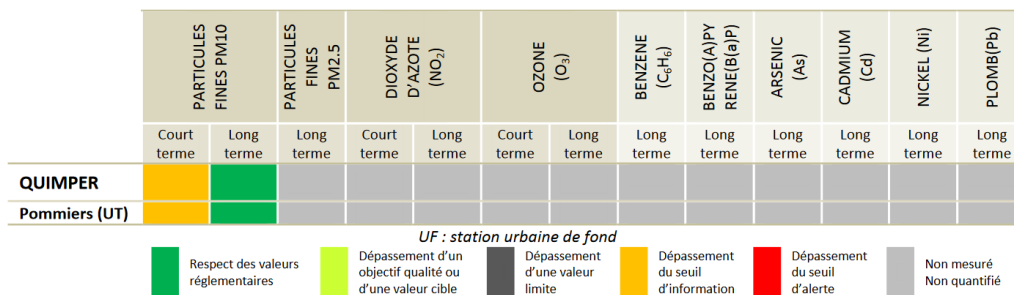 PARTICULES
FINES PM10
PARTICULES
FINES
PM2.5
DIOXYDE
D'AZOTE
(NO₂)
OZONE
(O₃)
BENZENE
(C₆H₆)
BENZO(A)PY
RENE(B(a)P)
ARSENIC
(As)
CADMIUM
(Cd)
NICKEL (Ni)
PLOMB(Pb)
Court terme
Long terme
Long terme
Court terme
Long terme
Court terme
Long terme
Long terme
Long terme
Long terme
Long terme
Long terme
Long terme
QUIMPER
Pommiers (UT)
UF : station urbaine de fond
Respect des valeurs
réglementaires
Dépassement d'un
objectif qualité ou
d'une valeur cible
Dépassement
d'une valeur
limite
Dépassement
du seuil
d'information
Dépassement
du seuil
d'alerte
Non mesuré
Non quantifié